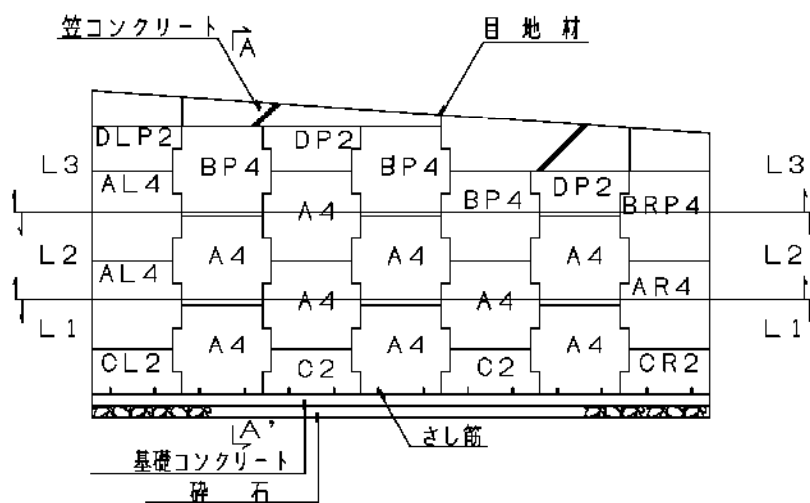 笠コンクリート A 目 地 材
DLP2 DP2
L3 BP4 BP4 L3
AL4 BP4 DP2 BRP4
A4
L2 A4 A4 A4 L2
AL4 A4 A4 AR4
L1 A4 A4 A4 L1
CL2 C2 C2 CR2
A' さし筋
基礎コンクリート
砕 石